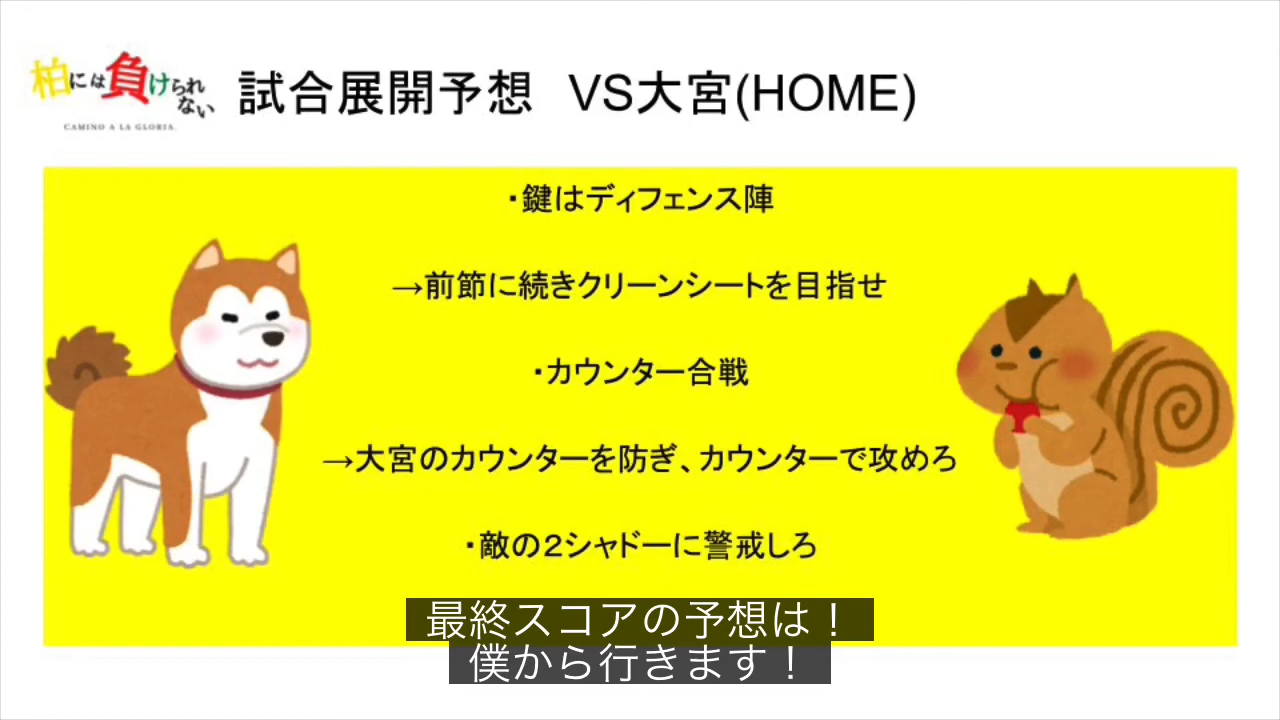 柏には負けられない
CAMINO A LA GLORIA.
試合展開予想 VS大宮(HOME)
・鍵はディフェンス陣
→前節に続きクリーンシートを目指せ
・カウンター合戦
→大宮のカウンターを防ぎ、カウンターで攻めろ
・敵の２シャドーに警戒しろ
最終スコアの予想は！
僕から行きます！